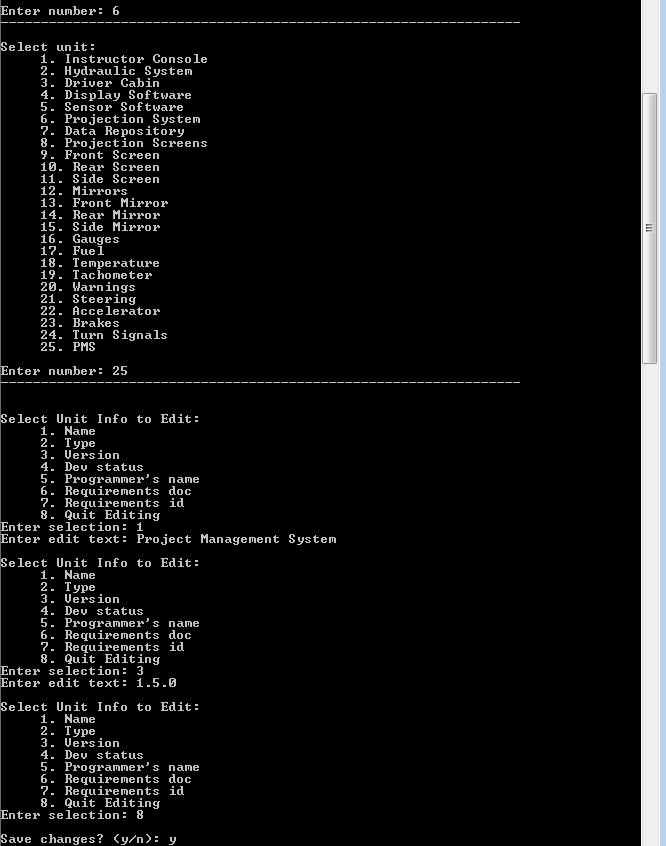 Enter number: 6
-----------------------------------------------------------------
Select unit:
1. Instructor Console
2. Hydraulic System
3. Driver Cabin
4. Display Software
5. Sensor Software
6. Projection System
7. Data Repository
8. Projection Screens
9. Front Screen
10. Rear Screen
11. Side Screen
12. Mirrors
13. Front Mirror
14. Rear Mirror
15. Side Mirror
16. Gauges
17. Fuel
18. Temperature
19. Tachometer
20. Warnings
21. Steering
22. Accelerator
23. Brakes
24. Turn Signals
25. PMS
Enter number: 25
-----------------------------------------------------------------
Select Unit Info to Edit:
1. Name
2. Type
3. Version
4. Dev status
5. Programmer's name
6. Requirements doc
7. Requirements id
8. Quit Editing
Enter selection: 1
Enter edit text: Project Management System
Select Unit Info to Edit:
1. Name
2. Type
3. Version
4. Dev status
5. Programmer's name
6. Requirements doc
7. Requirements id
8. Quit Editing
Enter selection: 3
Enter edit text: 1.5.0
Select Unit Info to Edit:
1. Name
2. Type
3. Version
4. Dev status
5. Programmer's name
6. Requirements doc
7. Requirements id
8. Quit Editing
Enter selection: 8
Save changes? (y/n): y